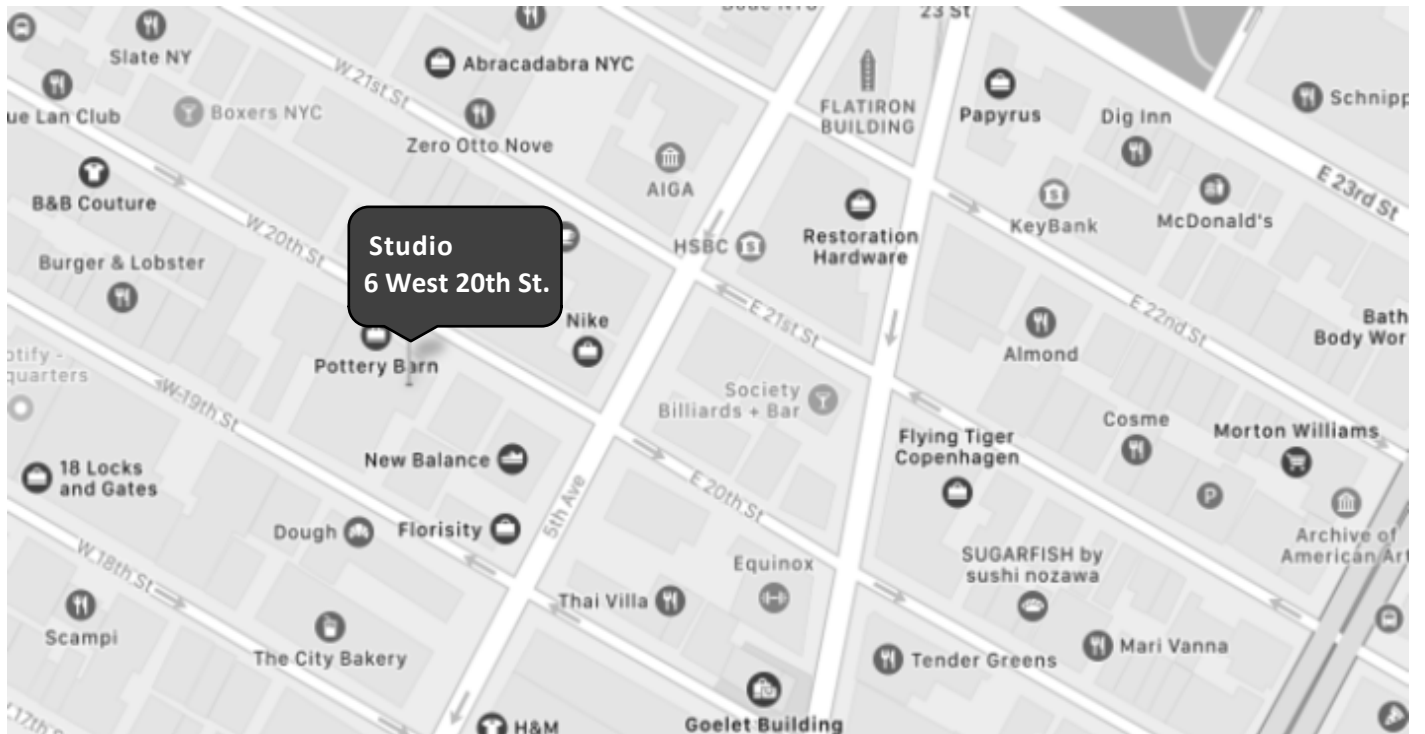 23 St
Slate NY
Abracadabra NYC
W 21st St
Boxers NYC
ue Lan Club
Zero Otto Nove
FLATIRON
BUILDING
Papyrus
Dig Inn
Schnipp
E 23rd St
AIGA
B&B Couture
McDonald's
KeyBank
W 20th St
HSBC
Restoration
Hardware
Studio
6 West 20th St.
Burger & Lobster
E 21st St
E 22nd St
Nike
Bath
Body Wor
Almond
Pottery Barn
otify -
quarters
W 19th St
Society
Billiards + Bar
Cosme
Morton Williams
Flying Tiger
Copenhagen
New Balance
18 Locks
and Gates
E 20th St
P
5th Ave
Dough
Florisity
Archive of
American Art
SUGARFISH by
sushi nozawa
W 18th St
Equinox
Thai Villa
Scampi
The City Bakery
Mari Vanna
Tender Greens
W 17th S
H&M
Goelet Building